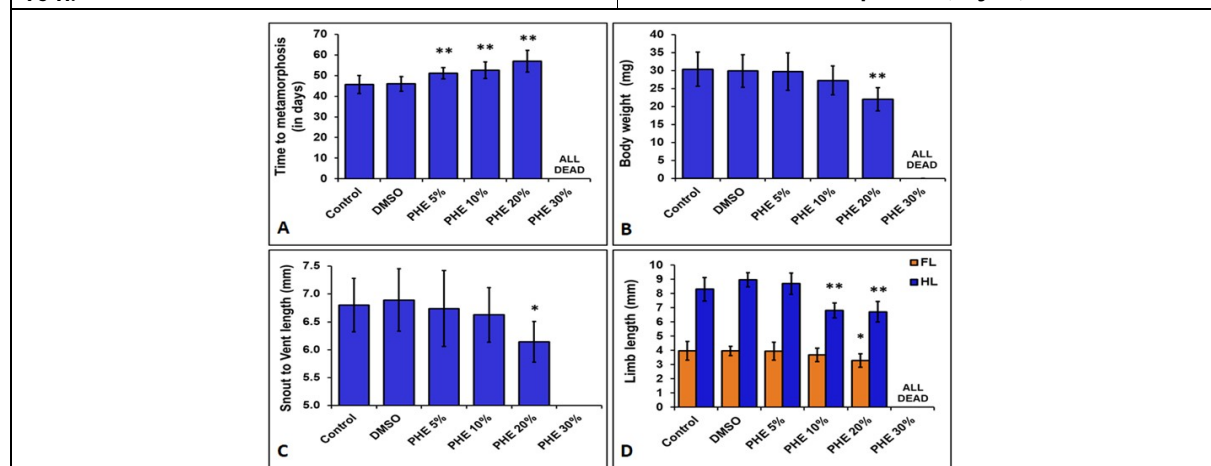 70
60
50
40
30
20
10
0
Time to metamorphosis
(in days)
**
**
**
ALL
DEAD
Control
DMSO
PHE 5%
PHE 10%
PHE 20%
PHE 30%
A
40
35
30
25
20
15
10
5
0
Body weight (mg)
**
ALL
DEAD
Control
DMSO
PHE 5%
PHE 10%
PHE 20%
PHE 30%
B
7.5
7.0
6.5
6.0
5.5
5.0
Snout to Vent length (mm)
*
Control
DMSO
PHE 5%
PHE 10%
PHE 20%
PHE 30%
C
FL
HL
10
9
8
7
6
5
4
3
2
1
0
Limb length (mm)
**
**
*
ALL
DEAD
Control
DMSO
PHE 5%
PHE 10%
PHE 20%
PHE 30%
D